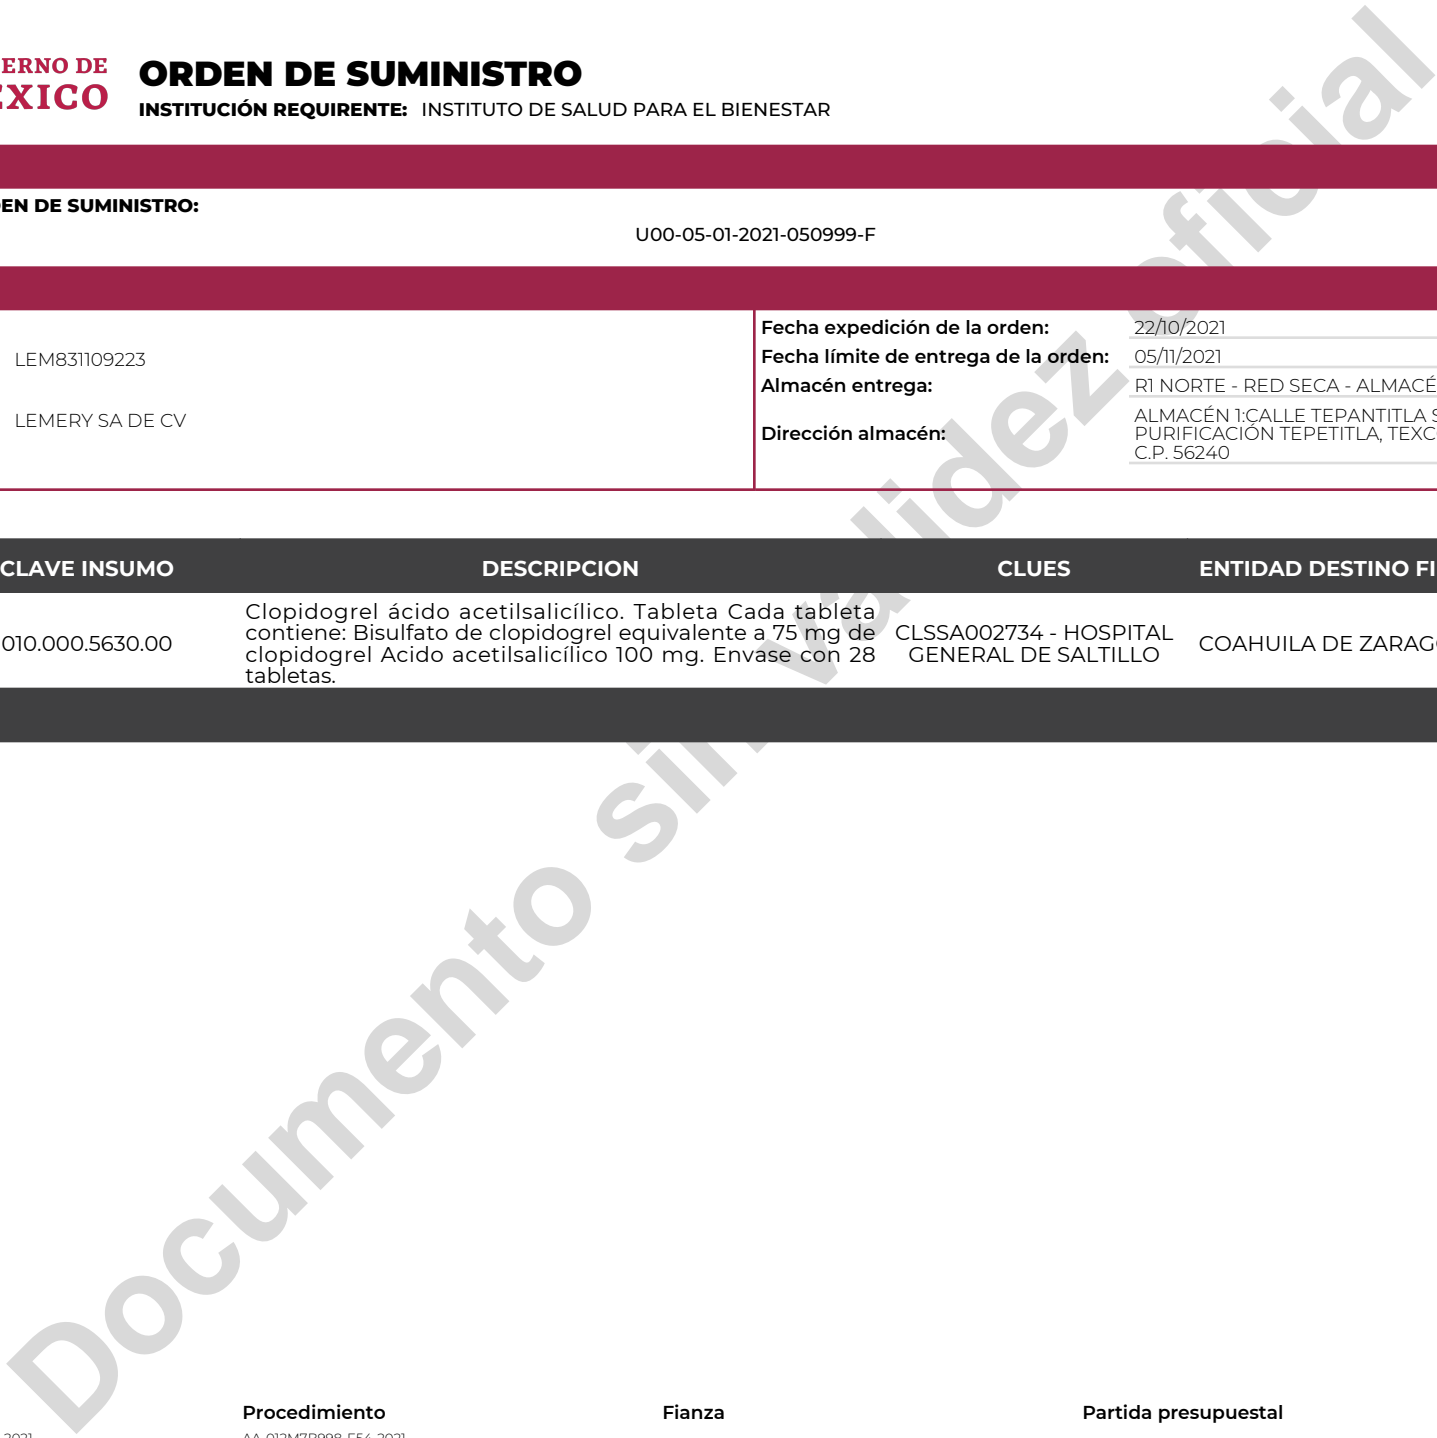 ERNO DE
ÉXICO
ORDEN DE SUMINISTRO
INSTITUCIÓN REQUIRENTE: INSTITUTO DE SALUD PARA EL BIENESTAR
EN DE SUMINISTRO:
U00-05-01-2021-050999-F
LEM831109223
LEMERY SA DE CV
Fecha expedición de la orden: 22/10/2021
Fecha límite de entrega de la orden: 05/11/2021
Almacén entrega: R1 NORTE - RED SECA - ALMACÉ
Dirección almacén:
ALMACÉN 1:CALLE TEPANTITLA S
PURIFICACIÓN TEPETITLA, TEXC
C.P. 56240
CLAVE INSUMO DESCRIPCION CLUES ENTIDAD DESTINO FI
010.000.5630.00
Clopidogrel ácido acetilsalicílico. Tableta Cada tableta
contiene: Bisulfato de clopidogrel equivalente a 75 mg de
clopidogrel Acido acetilsalicílico 100 mg. Envase con 28
tabletas.
CLSSA002734 - HOSPITAL
GENERAL DE SALTILLO
COAHUILA DE ZARAG
Documento sin validez oficial
Procedimiento Fianza Partida presupuestal